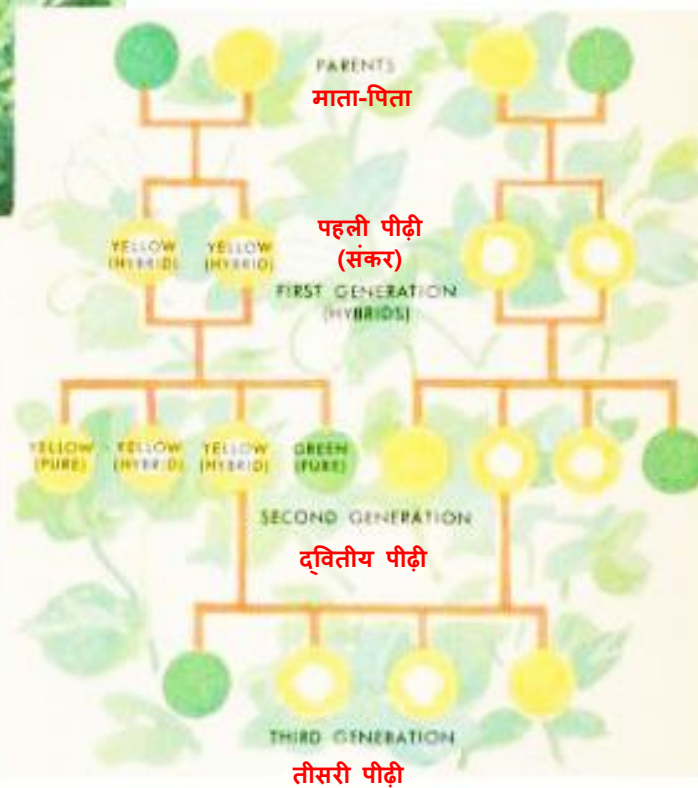 PARENTS
माता-पिता
YELLOW (HYBRID)
YELLOW (HYBRID)
पहली पीढ़ी
(संकर)
FIRST GENERATION
(HYBRIDS)
YELLOW (PURE)
YELLOW (HYBRID)
YELLOW (HYBRID)
GREEN (PURE)
SECOND GENERATION
द्वितीय पीढ़ी
THIRD GENERATION
तीसरी पीढ़ी